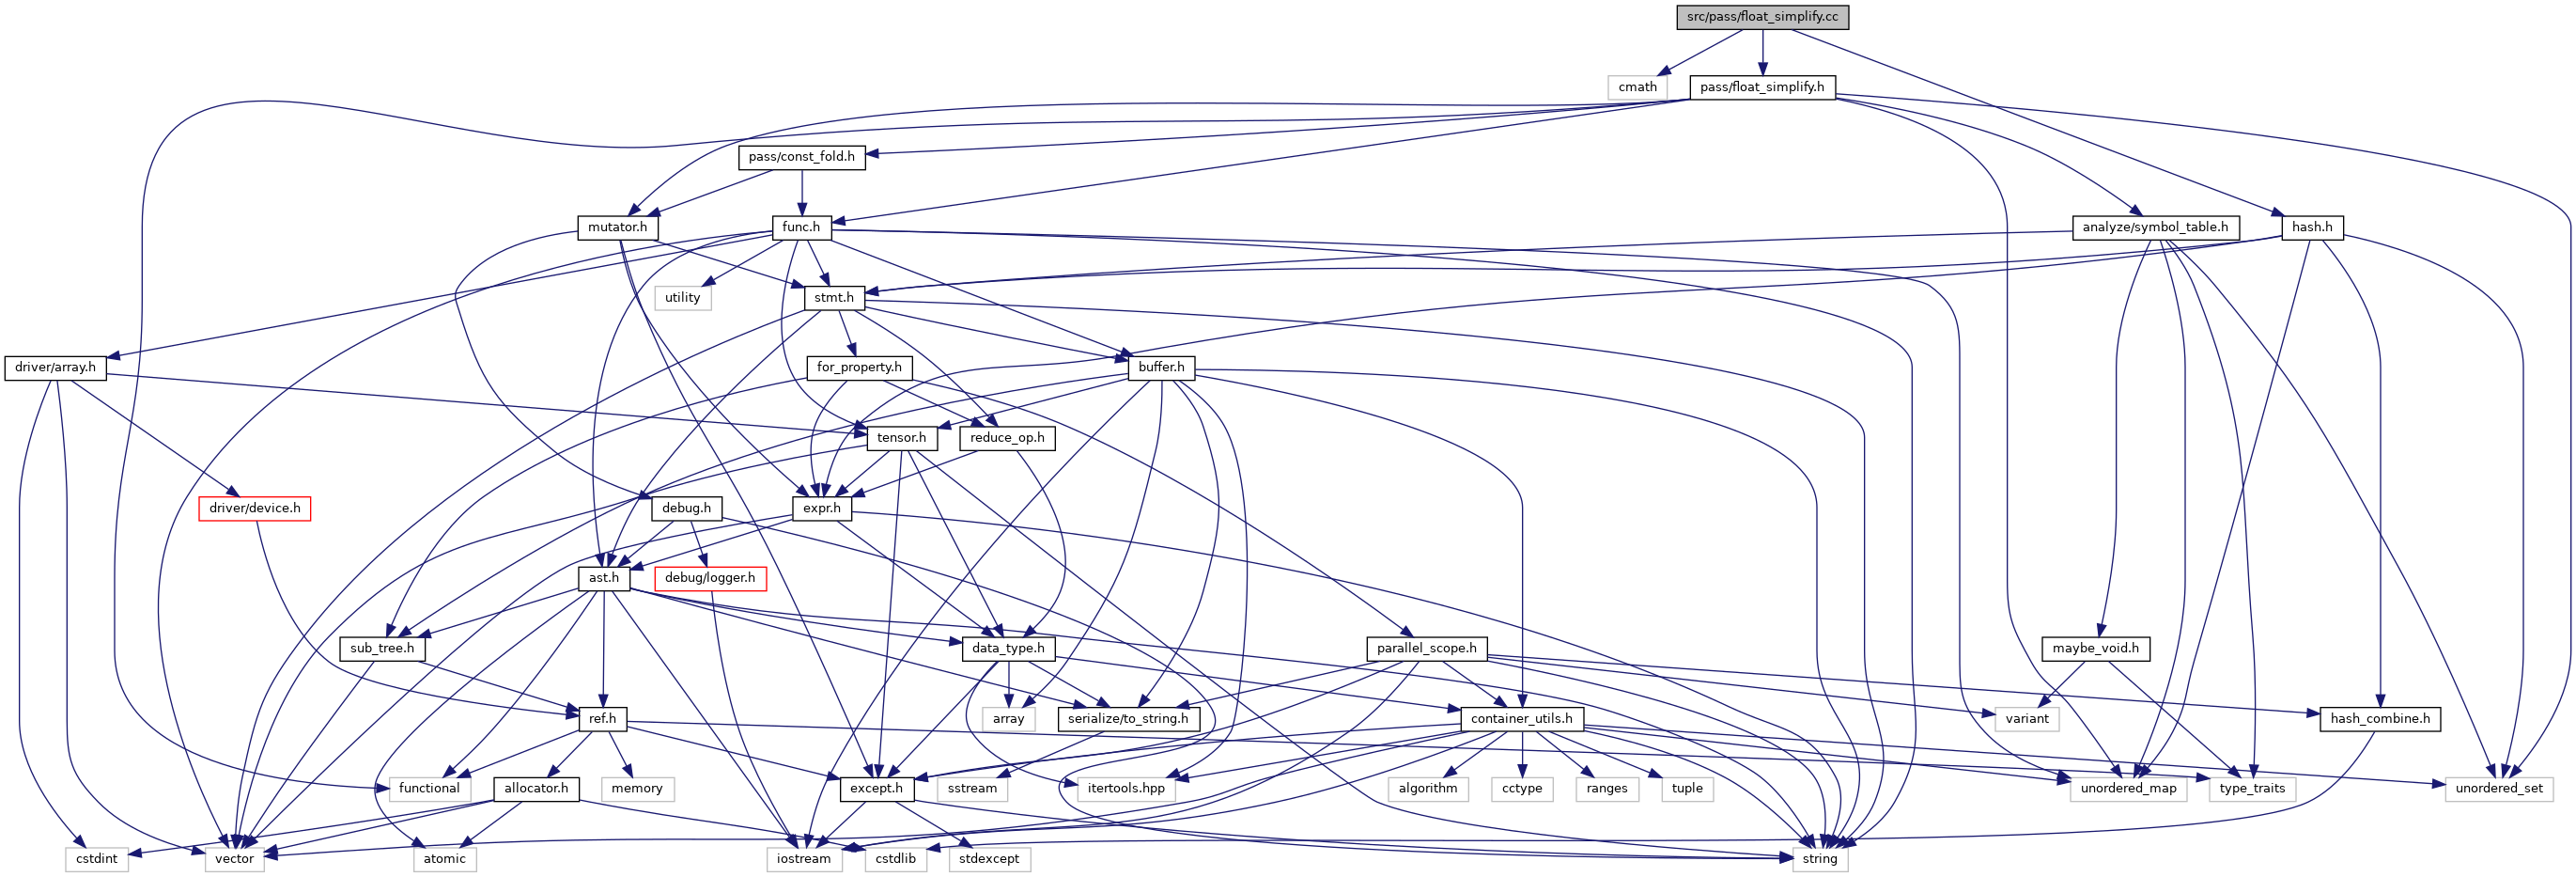 src/pass/float_simplify.cc
cmath
pass/float_simplify.h
pass/const_fold.h
mutator.h
func.h
analyze/symbol_table.h
hash.h
utility
stmt.h
driver/array.h
for_property.h
buffer.h
tensor.h
reduce_op.h
driver/device.h
debug.h
expr.h
ast.h
debug/logger.h
sub_tree.h
data_type.h
parallel_scope.h
maybe_void.h
ref.h
array
serialize/to_string.h
container_utils.h
variant
hash_combine.h
functional
allocator.h
memory
except.h
sstream
itertools.hpp
algorithm
cctype
ranges
tuple
unordered_map
type_traits
unordered_set
cstdint
vector
atomic
iostream
cstdlib
stdexcept
string